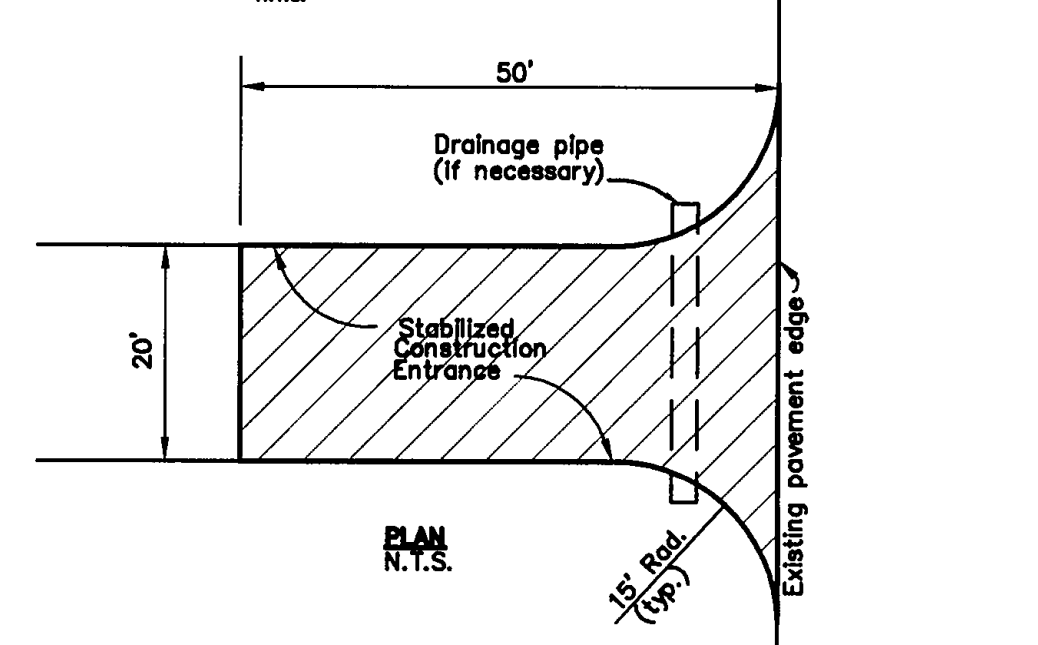 50'
Drainage pipe
(if necessary)
20'
Stabilized
Construction
Entrance
Existing pavement edge
PLAN
N.T.S.
15' Rad.
(typ.)